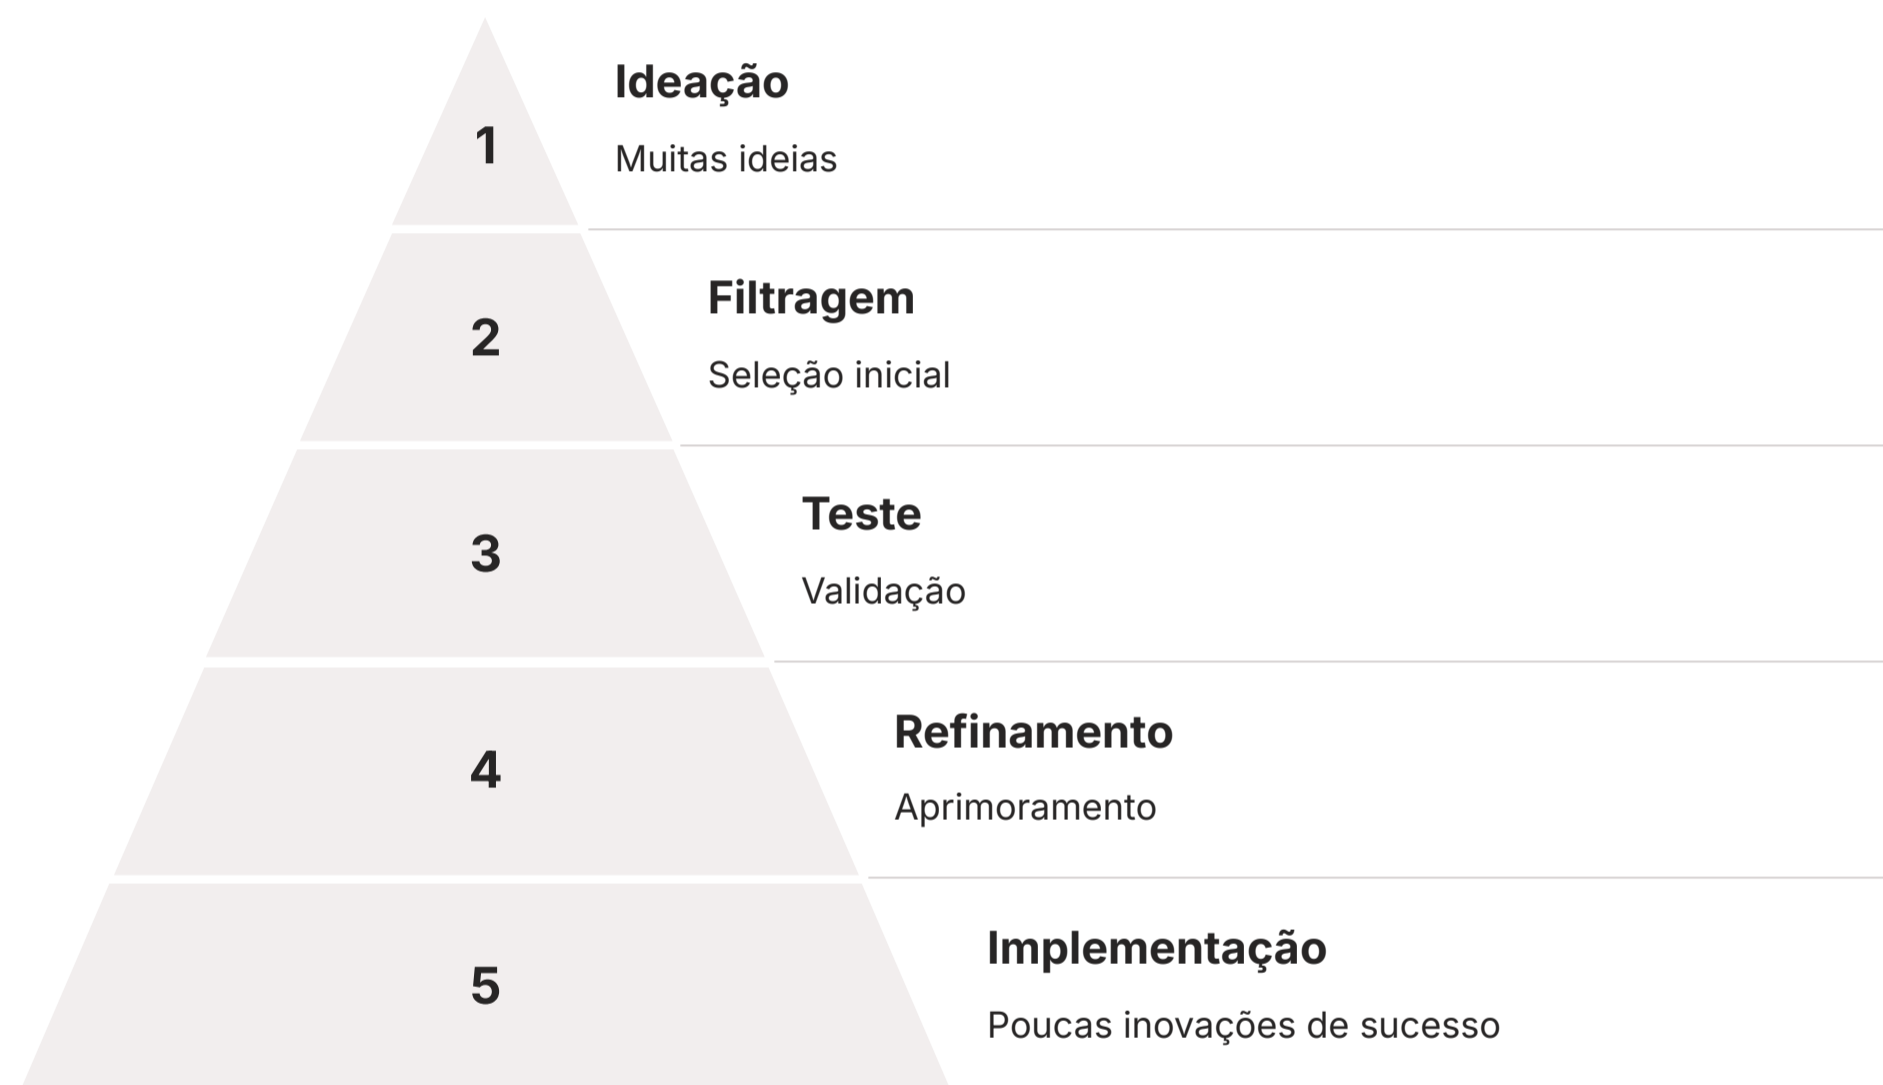 1
Ideação
Muitas ideias
2
Filtragem
Seleção inicial
3
Teste
Validação
4
Refinamento
Aprimoramento
5
Implementação
Poucas inovações de sucesso